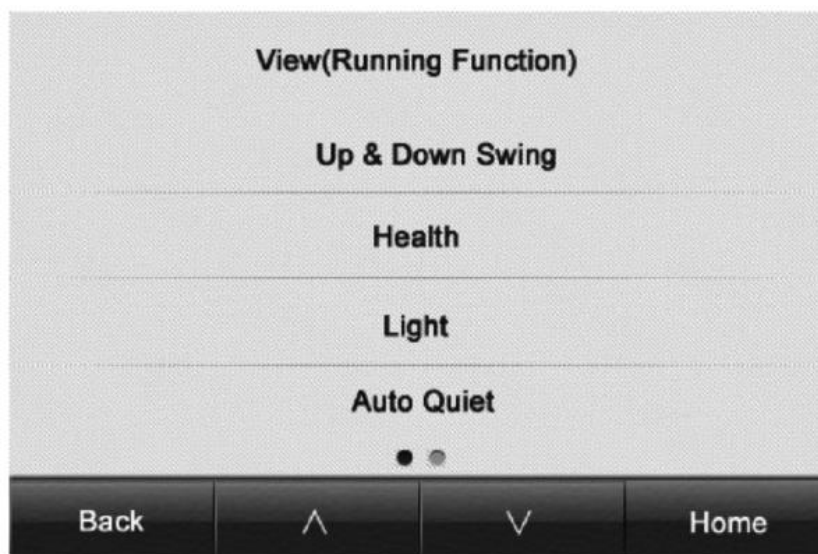 View(Running Function)
Up & Down Swing
Health
Light
Auto Quiet
Back
Home